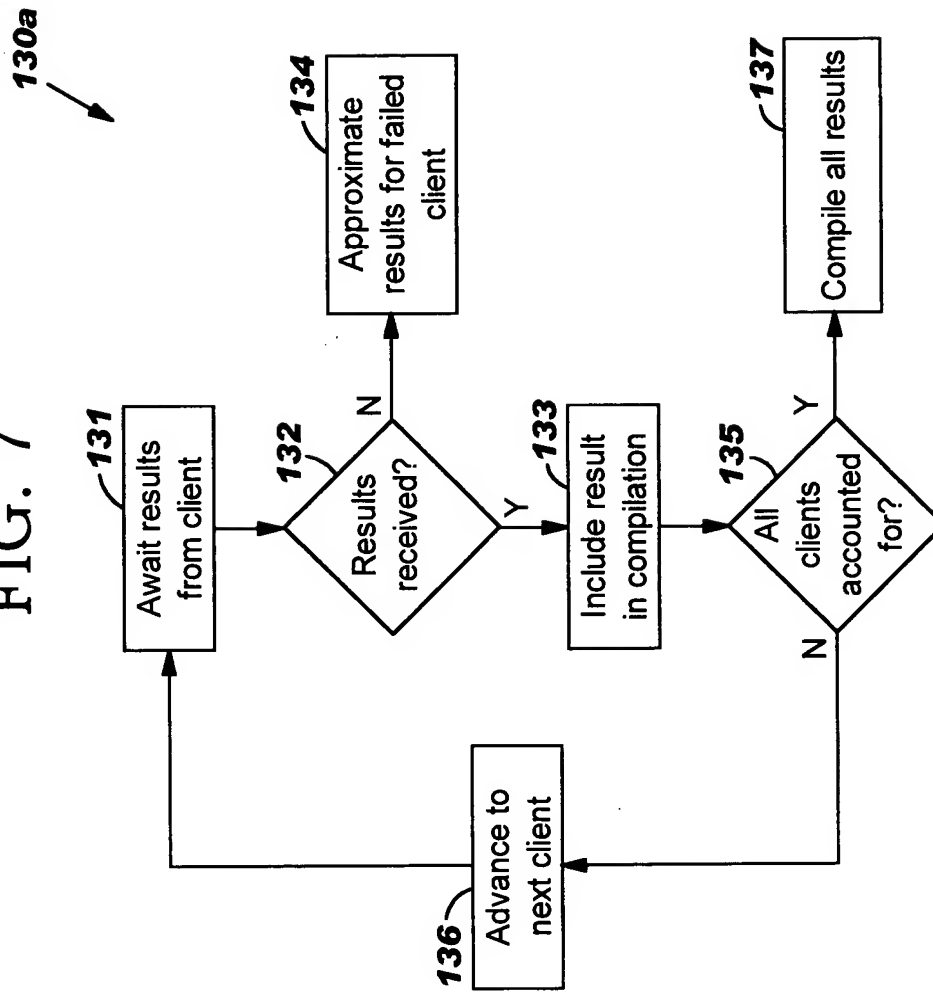 FIG. 7
130a
131
Await results
from client
132
Results
received?
N
134
Approximate
results for failed
client
Y
133
Include result
in compilation
135
All
clients
accounted
for?
Y
137
Compile all results
N
136
Advance to
next client